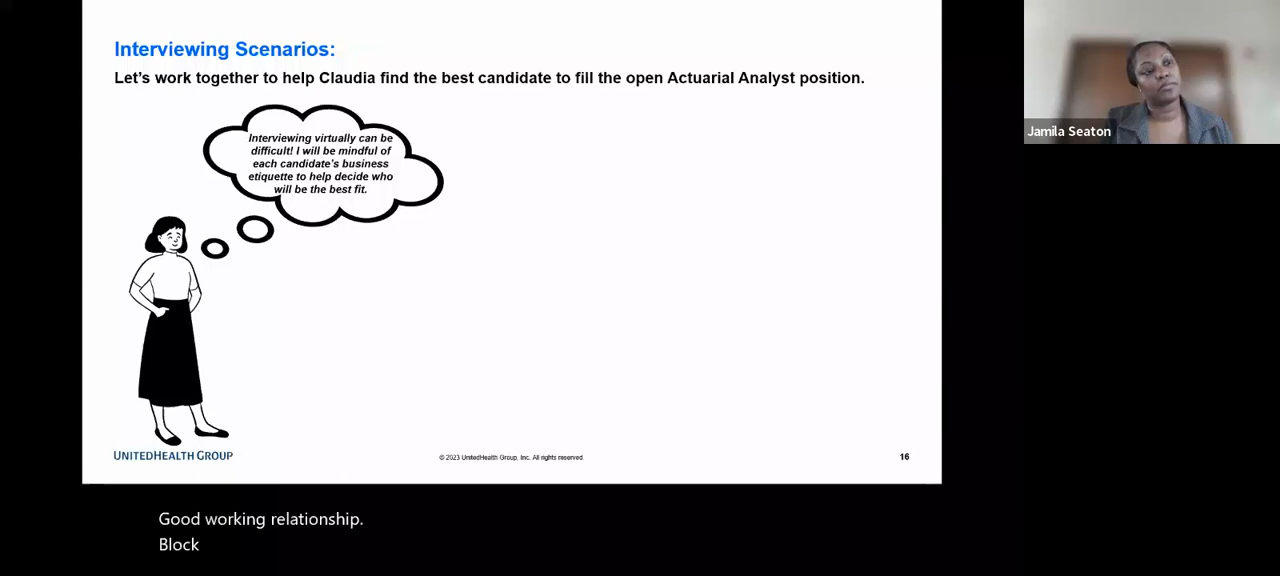 Interviewing Scenarios:
Let's work together to help Claudia find the best candidate to fill the open Actuarial Analyst position.
Interviewing virtually can be
difficult! I will be mindful of
each candidate's business
etiquette to help decide who
will be the best fit.
Jamila Seaton
UNITEDHEALTH GROUP
© 2023 UnitedHealth Group, Inc. All rights reserved
16
Good working relationship.
Block